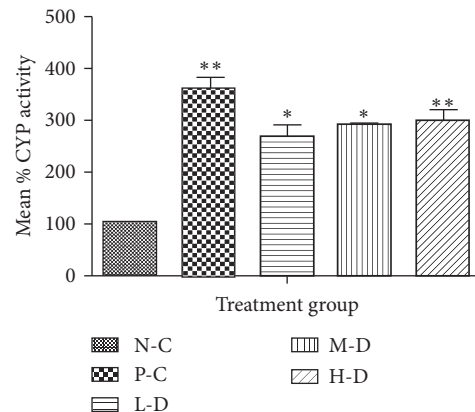 500
400
300
200
100
0
Mean % CYP activity
**
*
*
**
Treatment group
N-C
P-C
L-D
M-D
H-D